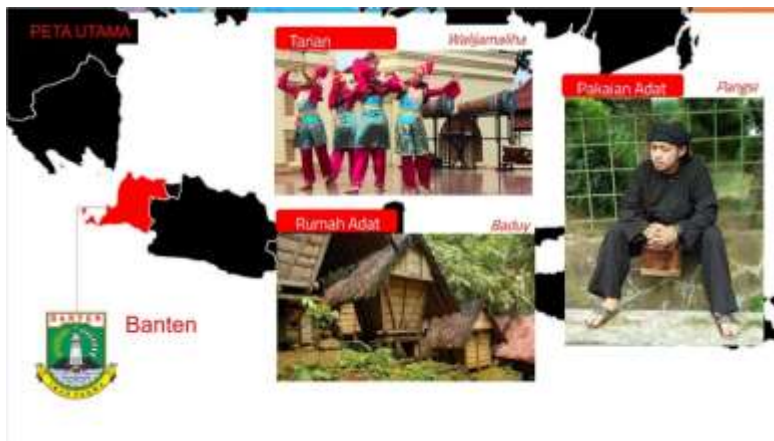 PETA UTAMA
Tarian
Walijamaliha
Pakaian Adat
Pangsi
Rumah Adat
Baduy
BANTEN
Banten